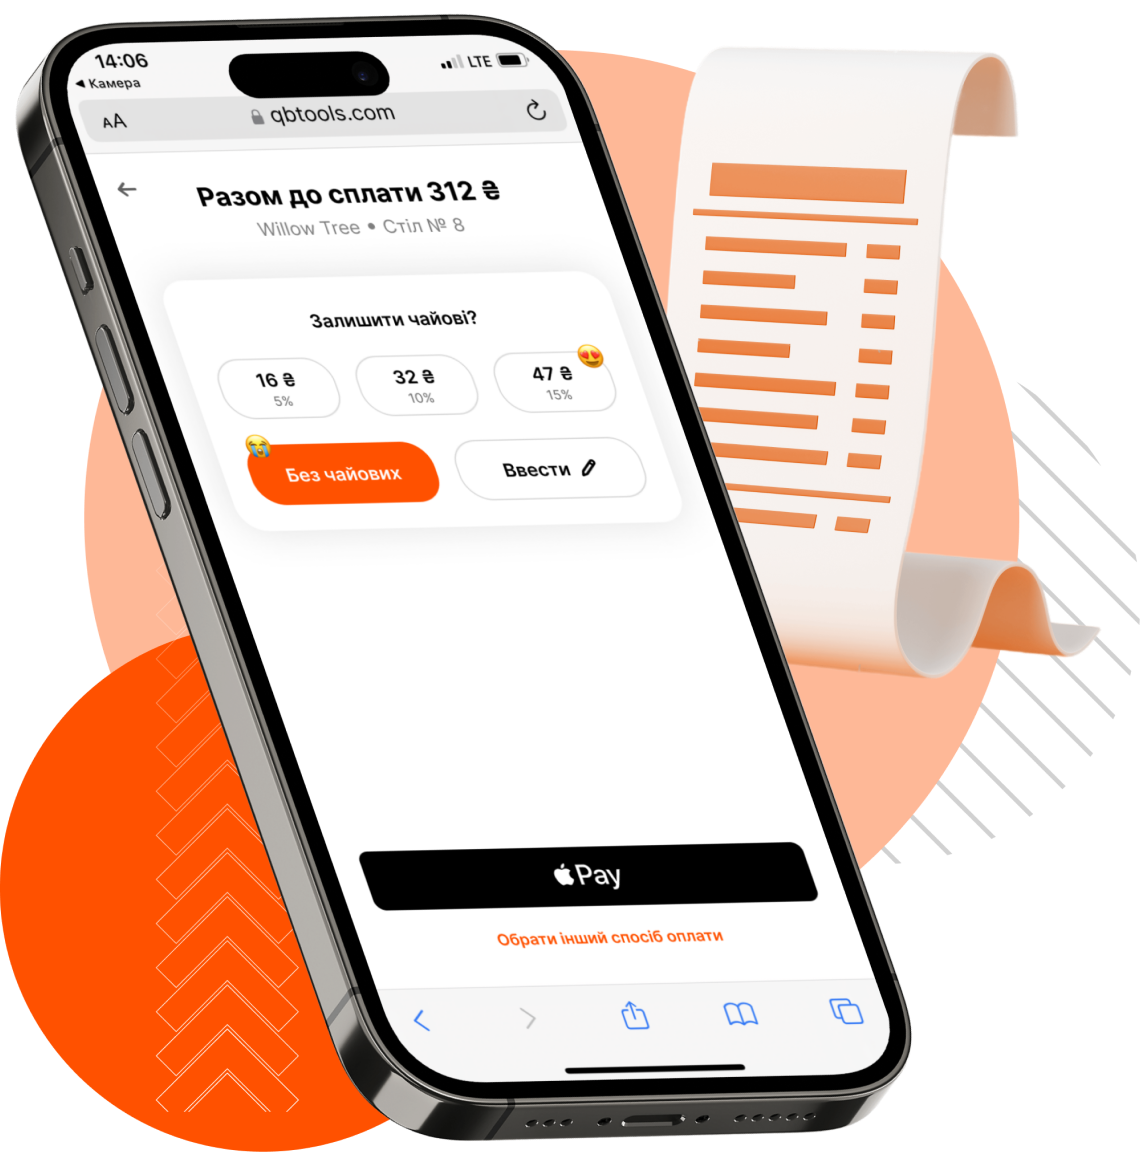 14:06
LTE
◀ Камера
AA
qbtools.com
Разом до сплати 312 ₴
Willow Tree • Стіл № 8
Залишити чайові?
16 ₴
5%
32 ₴
10%
47 ₴
15%
Без чайових
Ввести
Pay
Обрати інший спосіб оплати